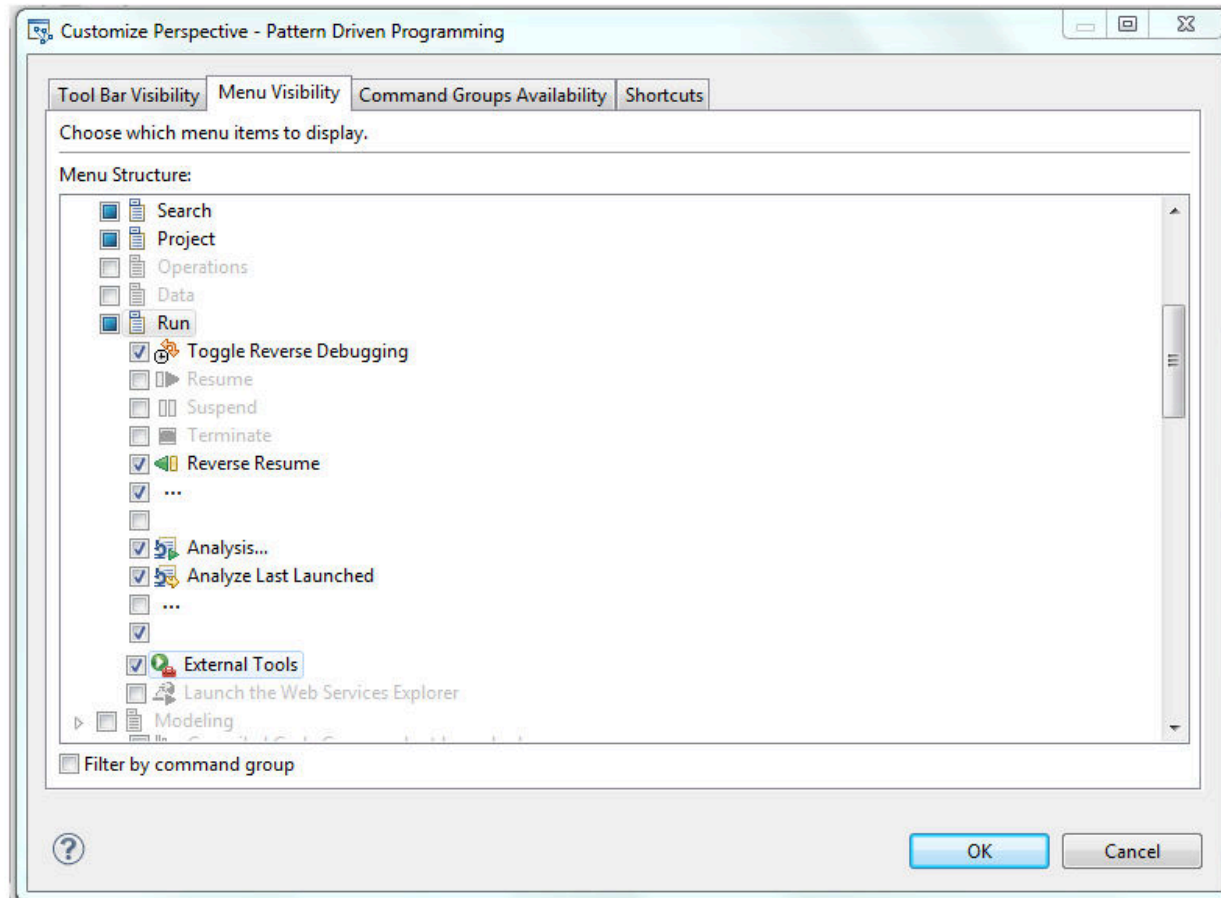 Customize Perspective - Pattern Driven Programming
Tool Bar Visibility Menu Visibility Command Groups Availability Shortcuts
Choose which menu items to display.
Menu Structure:
Search
Project
Operations
Data
Run
Toggle Reverse Debugging
Resume
Suspend
Terminate
Reverse Resume
...
Analysis...
Analyze Last Launched
...
External Tools
Launch the Web Services Explorer
Modeling
Filter by command group
? OK Cancel